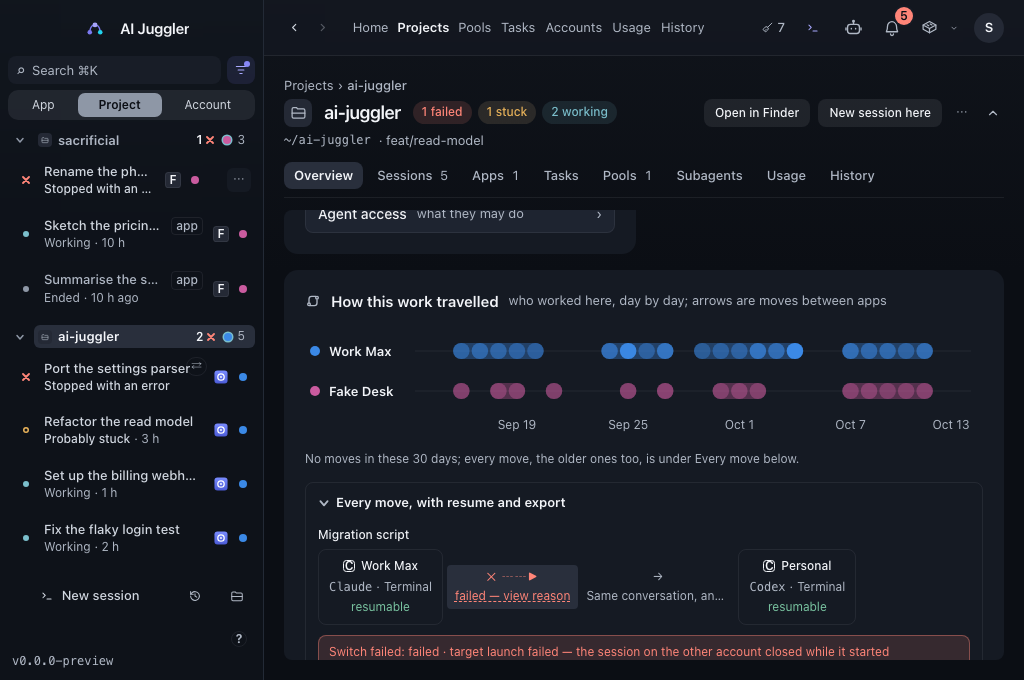 AI Juggler
Search ⌘K
App Project Account
sacrificial 1 3
Rename the ph...
Stopped with an ...
F
Sketch the pricin... app
Working · 10 h
F
Summarise the s... app
Ended · 10 h ago
F
ai-juggler 2 5
Port the settings parser
Stopped with an error
Refactor the read model
Probably stuck · 3 h
Set up the billing webh...
Working · 1 h
Fix the flaky login test
Working · 2 h
New session
?
v0.0.0-preview
Home Projects Pools Tasks Accounts Usage History 7 5 S
Projects › ai-juggler
ai-juggler 1 failed 1 stuck 2 working Open in Finder New session here ...
~/ai-juggler · feat/read-model
Overview Sessions 5 Apps 1 Tasks Pools 1 Subagents Usage History
Agent access what they may do ›
How this work travelled who worked here, day by day; arrows are moves between apps
Work Max
Fake Desk
Sep 19 Sep 25 Oct 1 Oct 7 Oct 13
No moves in these 30 days; every move, the older ones too, is under Every move below.
Every move, with resume and export
Migration script
Work Max
Claude · Terminal
resumable
failed — view reason
→
Same conversation, an...
Personal
Codex · Terminal
resumable
Switch failed: failed · target launch failed — the session on the other account closed while it started